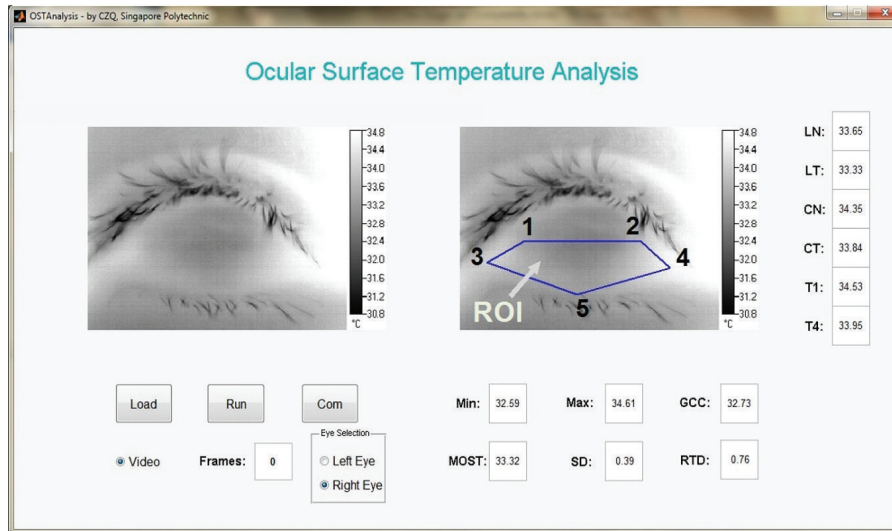 OSTAnalysis - by CZQ, Singapore Polytechnic
Ocular Surface Temperature Analysis
34.8
34.4
34.0
33.6
33.2
32.8
32.4
32.0
31.6
31.2
30.8
°C
34.8
34.4
34.0
33.6
33.2
32.8
32.4
32.0
31.6
31.2
30.8
°C
1
2
3
4
5
ROI
LN: 33.65
LT: 33.33
CN: 34.35
CT: 33.84
T1: 34.53
T4: 33.95
Load Run Com
Min: 32.59 Max: 34.61 GCC: 32.73
Video Frames: 0
Eye Selection
Left Eye
Right Eye
MOST: 33.32 SD: 0.39 RTD: 0.76